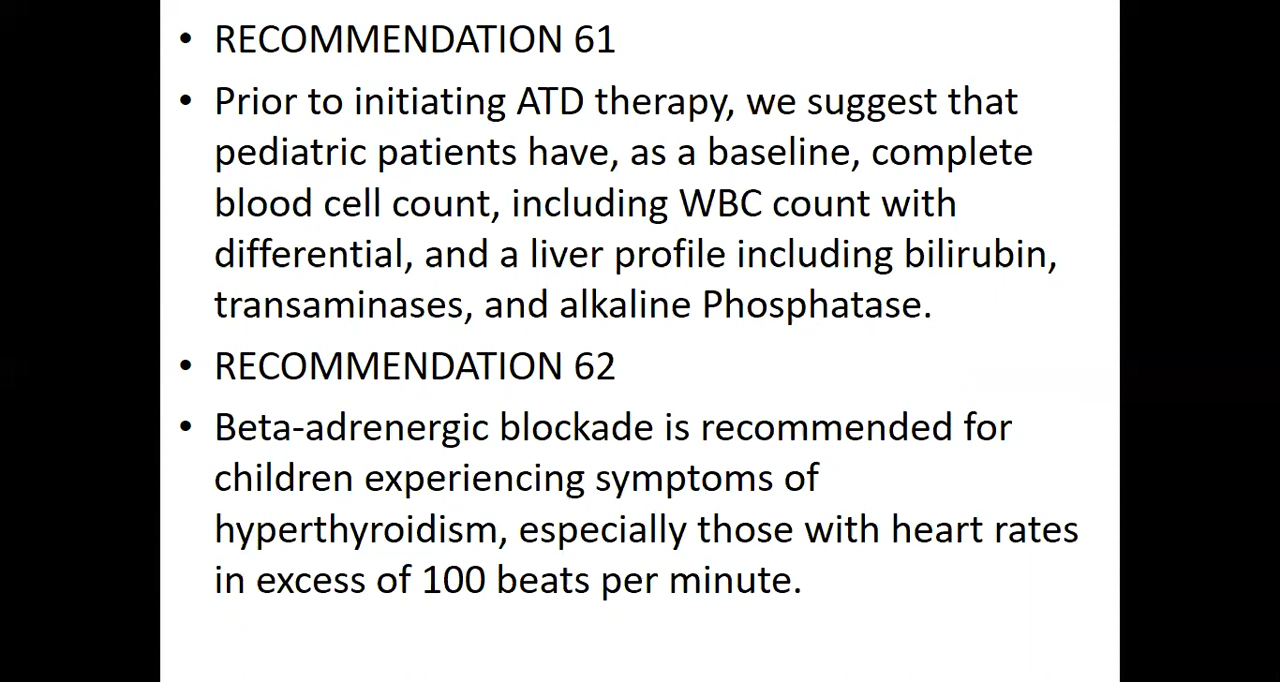 • RECOMMENDATION 61
• Prior to initiating ATD therapy, we suggest that
pediatric patients have, as a baseline, complete
blood cell count, including WBC count with
differential, and a liver profile including bilirubin,
transaminases, and alkaline Phosphatase.
• RECOMMENDATION 62
• Beta-adrenergic blockade is recommended for
children experiencing symptoms of
hyperthyroidism, especially those with heart rates
in excess of 100 beats per minute.